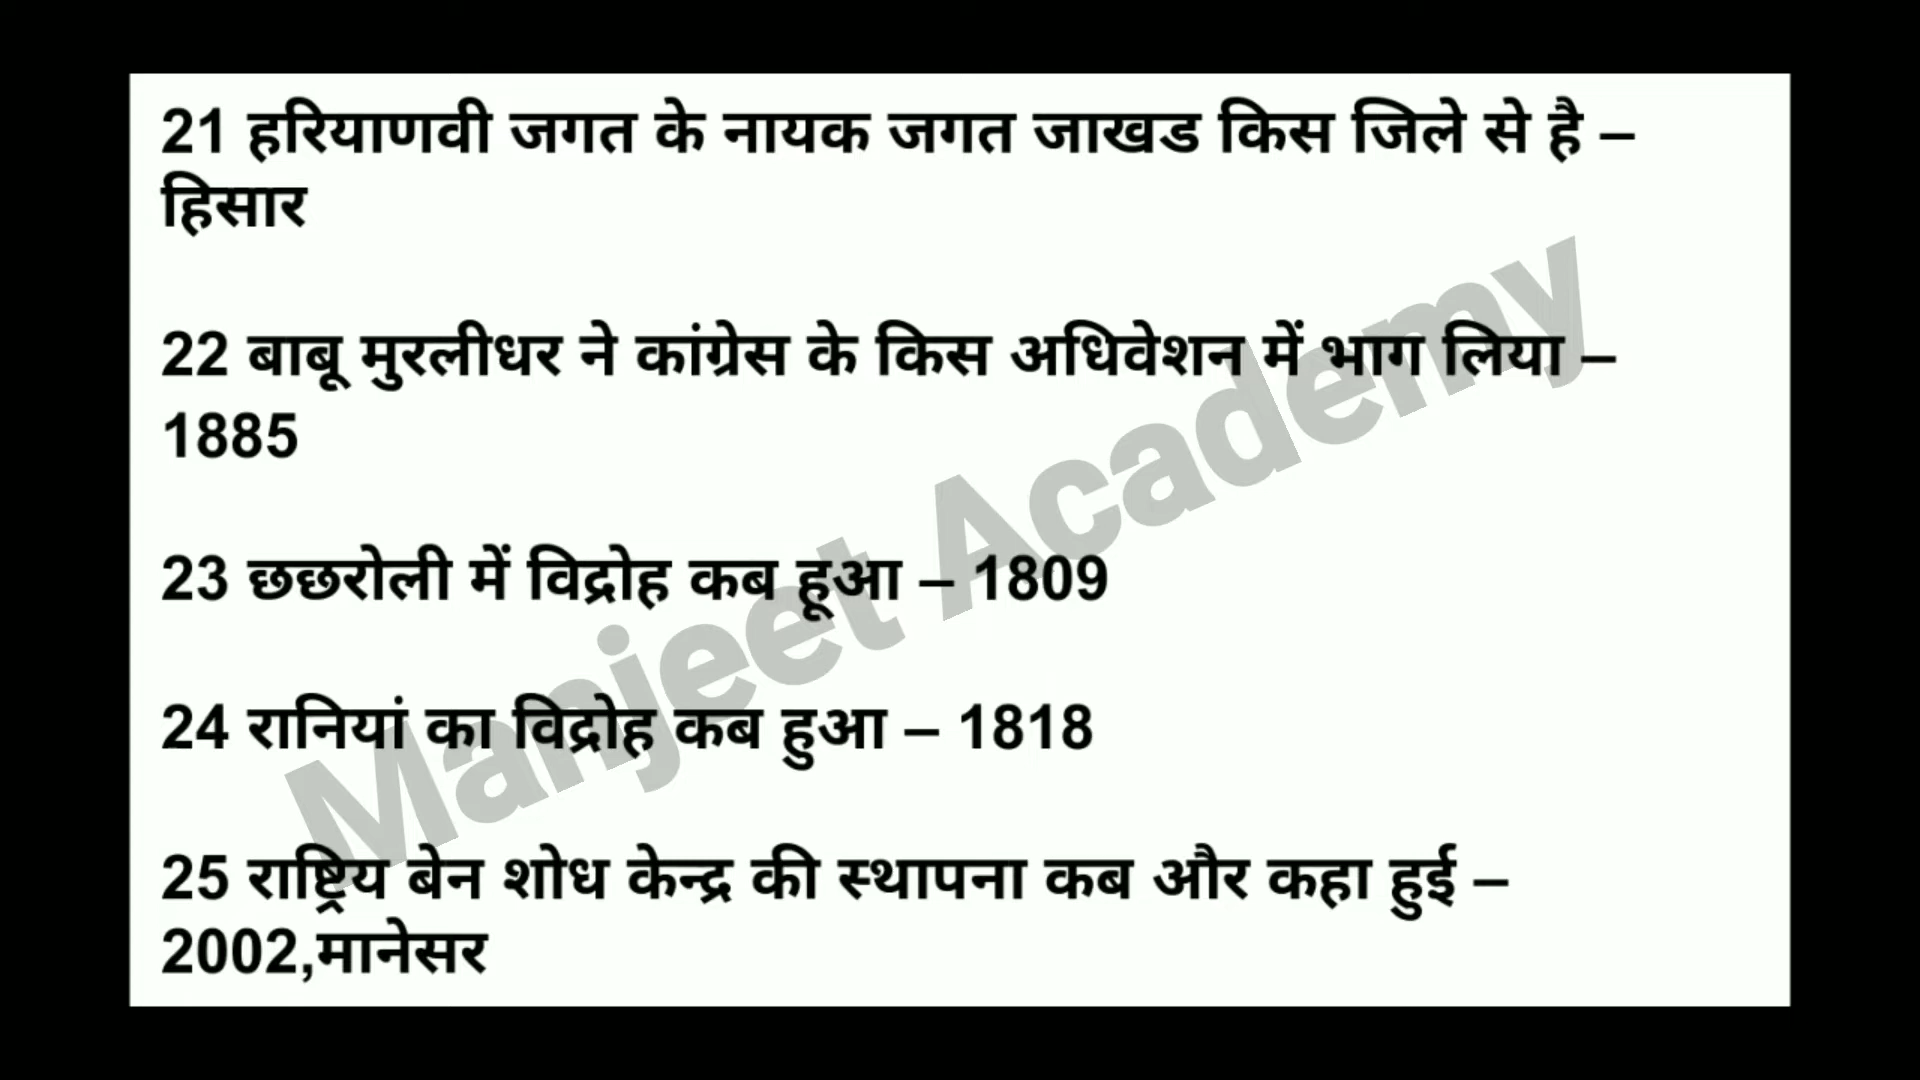 21 हरियाणवी जगत के नायक जगत जाखड किस जिले से है –
हिसार
22 बाबू मुरलीधर ने कांग्रेस के किस अधिवेशन में भाग लिया –
1885
23 छछरोली में विद्रोह कब हूआ – 1809
24 रानियां का विद्रोह कब हुआ – 1818
25 राष्ट्रिय बेन शोध केन्द्र की स्थापना कब और कहा हुई –
2002,मानेसर
Manjeet Academy